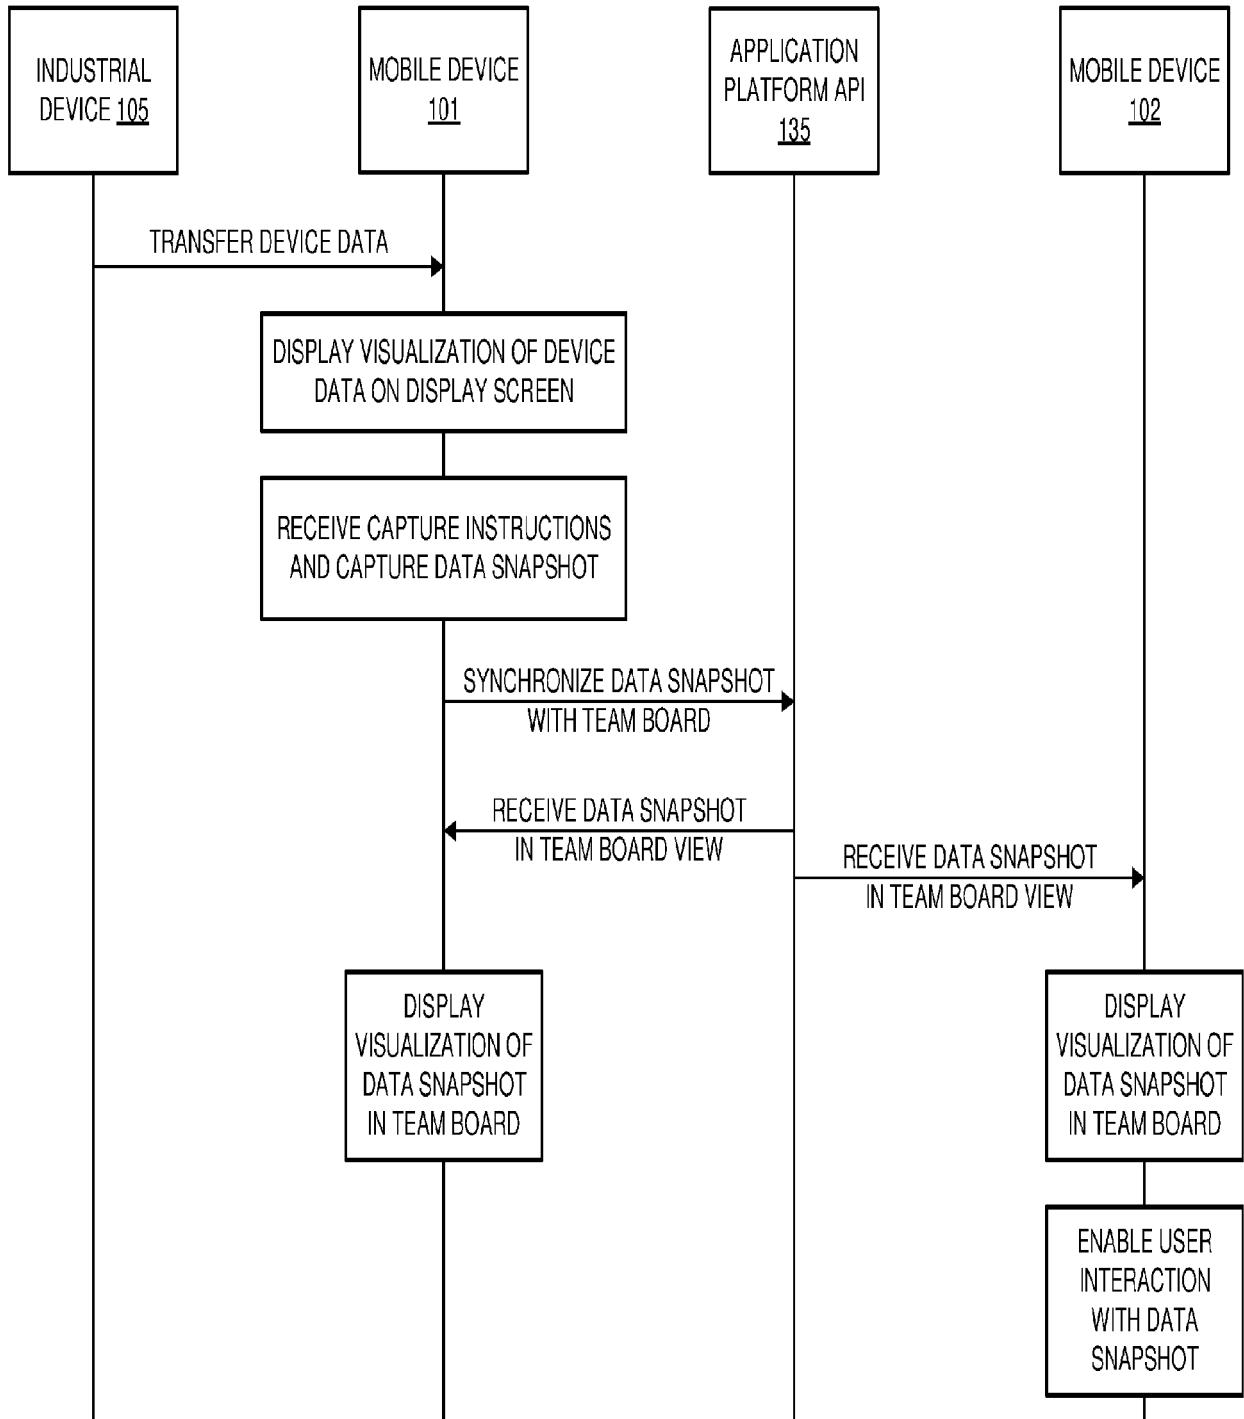 INDUSTRIAL
DEVICE 105
MOBILE DEVICE
101
APPLICATION
PLATFORM API
135
MOBILE DEVICE
102
TRANSFER DEVICE DATA
DISPLAY VISUALIZATION OF DEVICE
DATA ON DISPLAY SCREEN
RECEIVE CAPTURE INSTRUCTIONS
AND CAPTURE DATA SNAPSHOT
SYNCHRONIZE DATA SNAPSHOT
WITH TEAM BOARD
RECEIVE DATA SNAPSHOT
IN TEAM BOARD VIEW
RECEIVE DATA SNAPSHOT
IN TEAM BOARD VIEW
DISPLAY
VISUALIZATION OF
DATA SNAPSHOT
IN TEAM BOARD
DISPLAY
VISUALIZATION OF
DATA SNAPSHOT
IN TEAM BOARD
ENABLE USER
INTERACTION
WITH DATA
SNAPSHOT